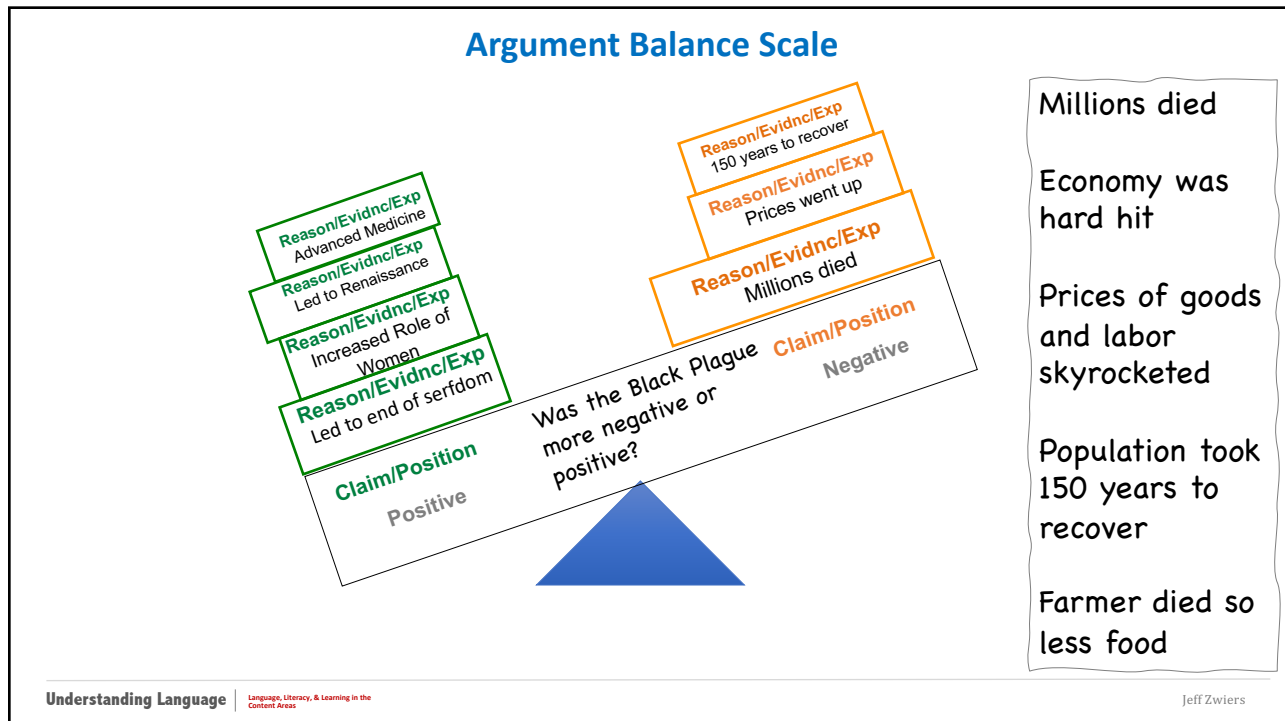 Argument Balance Scale
Reason/Evidnc/Exp
Advanced Medicine
Reason/Evidnc/Exp
Led to Renaissance
Reason/Evidnc/Exp
Increased Role of
Women
Reason/Evidnc/Exp
Led to end of serfdom
Claim/Position
Positive
Was the Black Plague
more negative or
positive?
Reason/Evidnc/Exp
150 years to recover
Reason/Evidnc/Exp
Prices went up
Reason/Evidnc/Exp
Millions died
Claim/Position
Negative
Millions died
Economy was
hard hit
Prices of goods
and labor
skyrocketed
Population took
150 years to
recover
Farmer died so
less food
Understanding Language
Language, Literacy, & Learning in the
Content Areas
Jeff Zwiers